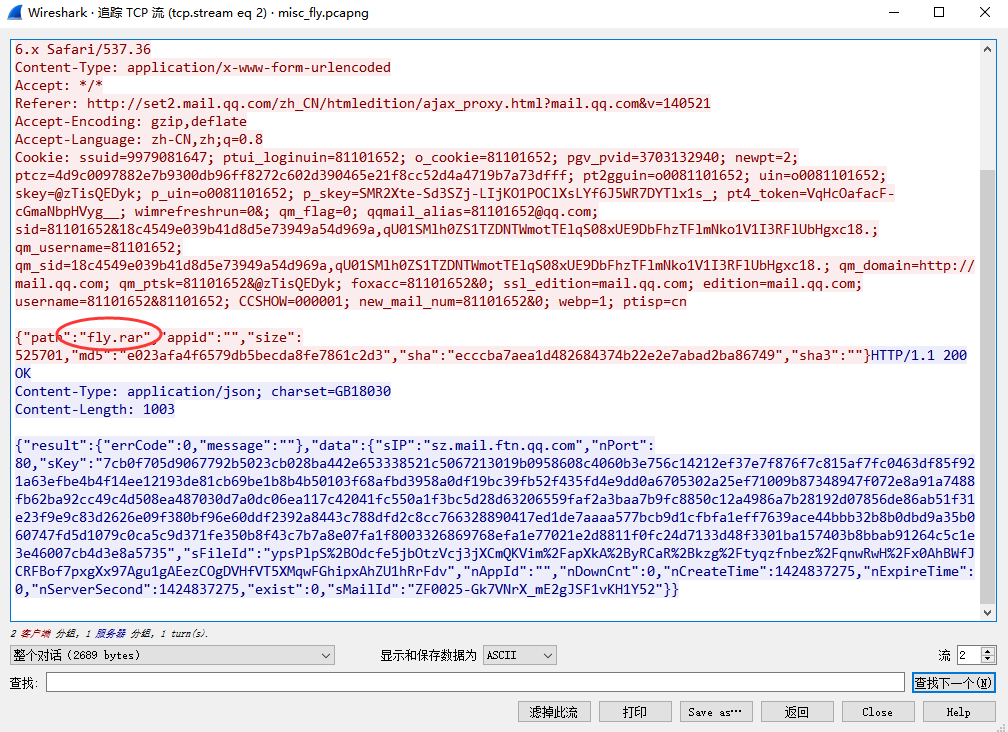 Wireshark · 追踪 TCP 流 (tcp.stream eq 2) · misc_fly.pcapng
6.x Safari/537.36
Content-Type: application/x-www-form-urlencoded
Accept: */*
Referer: http://set2.mail.qq.com/zh_CN/htmledition/ajax_proxy.html?mail.qq.com&v=140521
Accept-Encoding: gzip,deflate
Accept-Language: zh-CN,zh;q=0.8
Cookie: ssuid=9979081647; ptui_loginuin=81101652; o_cookie=81101652; pgv_pvid=3703132940; newpt=2;
ptcz=4d9c0097882e7b9300db96ff8272c602d390465e21f8cc52d4a4719b7a73dfff; pt2gguin=o0081101652; uin=o0081101652;
skey=@zTisQEDyk; p_uin=o0081101652; p_skey=SMR2Xte-Sd3SZj-LIjKO1POClXsLYf6J5WR7DYTlx1s_; pt4_token=VqHcOafacF-
cGmaNbpHVyg__; wimrefreshrun=0&; qm_flag=0; qqmail_alias=81101652@qq.com;
sid=81101652&18c4549e039b41d8d5e73949a54d969a,qU01SMlh0ZS1TZDNTWmotTElqS08xUE9DbFhzTFlmNko1V1I3RFlUbHgxc18.;
qm_username=81101652;
qm_sid=18c4549e039b41d8d5e73949a54d969a,qU01SMlh0ZS1TZDNTWmotTElqS08xUE9DbFhzTFlmNko1V1I3RFlUbHgxc18.; qm_domain=http://
mail.qq.com; qm_ptsk=81101652&@zTisQEDyk; foxacc=81101652&0; ssl_edition=mail.qq.com; edition=mail.qq.com;
username=81101652&81101652; CCSHOW=000001; new_mail_num=81101652&0; webp=1; ptisp=cn
{"path":"fly.rar","appid":"","size":
525701,"md5":"e023afa4f6579db5becda8fe7861c2d3","sha":"ecccba7aea1d482684374b22e2e7abad2ba86749","sha3":""}HTTP/1.1 200
OK
Content-Type: application/json; charset=GB18030
Content-Length: 1003
{"result":{"errCode":0,"message":""},"data":{"sIP":"sz.mail.ftn.qq.com","nPort":
80,"sKey":"7cb0f705d9067792b5023cb028ba442e653338521c5067213019b0958608c4060b3e756c14212ef37e7f876f7c815af7fc0463df85f92
1a63efbe4b4f14ee12193de81cb69be1b8b4b50103f68afbd3958a0df19bc39fb52f435fd4e9dd0a6705302a25ef71009b87348947f072e8a91a7488
fb62ba92cc49c4d508ea487030d7a0dc06ea117c42041fc550a1f3bc5d28d63206559faf2a3baa7b9fc8850c12a4986a7b28192d07856de86ab51f31
e23f9e9c83d2626e09f380bf96e60ddf2392a8443c788dfd2c8cc766328890417ed1de7aaaa577bcb9d1cfbfa1eff7639ace44bbb32b8b0dbd9a35b0
60747fd5d1079c0ca5c9d371fe350b8f43c7b7a8e07fa1f8003326869768efa1e77021e2d8811f0fc24d7133d48f3301ba157403b8bbab91264c5c1e
3e46007cb4d3e8a5735","sFileId":"ypsPlpS%2BOdcfe5jbOtzVcj3jXCmQKVim%2FapXkA%2ByRCaR%2Bkzg%2Ftyqzfnbez%2FqnwRwH%2Fx0AhBWfJ
CRFBof7pxgXx97Agu1gAEezCOgDVHfVT5XMqwFGhipxAhZU1hRrFdv","nAppId":"","nDownCnt":0,"nCreateTime":1424837275,"nExpireTime":
0,"nServerSecond":1424837275,"exist":0,"sMailId":"ZF0025-Gk7VNrX_mE2gJSF1vKH1Y52"}}
2 客户端 分组, 1 服务器 分组, 1 turn(s).
整个对话 (2689 bytes) 显示和保存数据为 ASCII 流 2
查找: 查找下一个(N)
滤掉此流 打印 Save as… 返回 Close Help